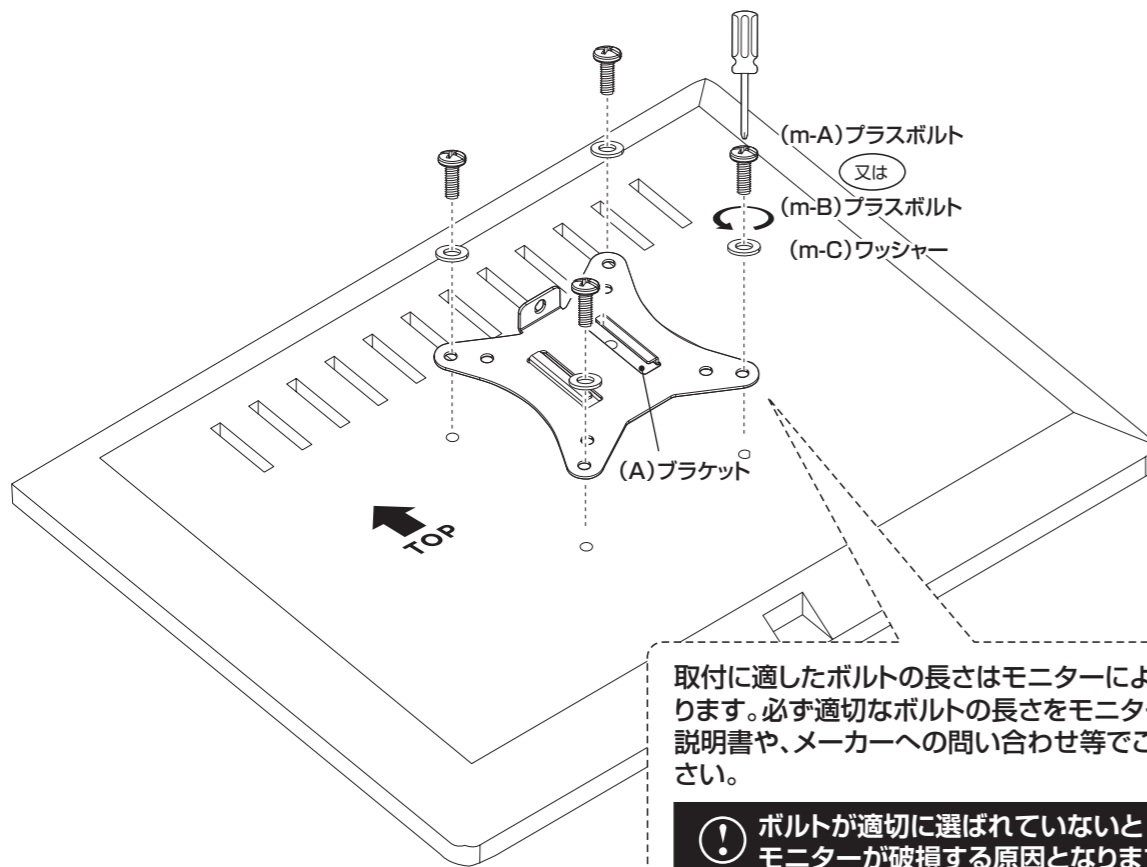 (m-A)プラスボルト
又は
(m-B)プラスボルト
(m-C)ワッシャー
(A)ブラケット
TOP
取付に適したボルトの長さはモニターによ
ります。必ず適切なボルトの長さをモニタ
説明書や、メーカーへの問い合わせ等でご
さい。
ボルトが適切に選ばれていないと
モニターが破損する原因となりま